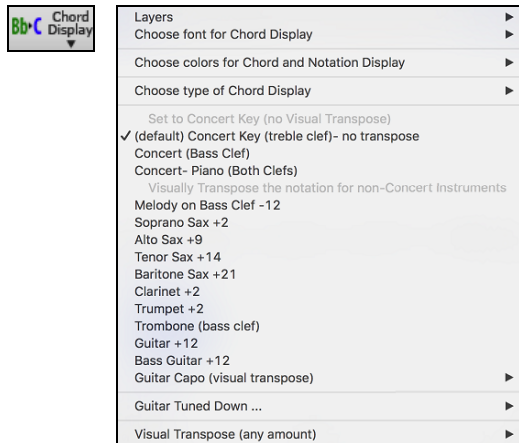 Bb C Chord
Display
Layers
Choose font for Chord Display
Choose colors for Chord and Notation Display
Choose type of Chord Display
Set to Concert Key (no Visual Transpose)
(default) Concert Key (treble clef)- no transpose
Concert (Bass Clef)
Concert- Piano (Both Clefs)
Visually Transpose the notation for non-Concert Instruments
Melody on Bass Clef -12
Soprano Sax +2
Alto Sax +9
Tenor Sax +14
Baritone Sax +21
Clarinet +2
Trumpet +2
Trombone (bass clef)
Guitar +12
Bass Guitar +12
Guitar Capo (visual transpose)
Guitar Tuned Down ...
Visual Transpose (any amount)